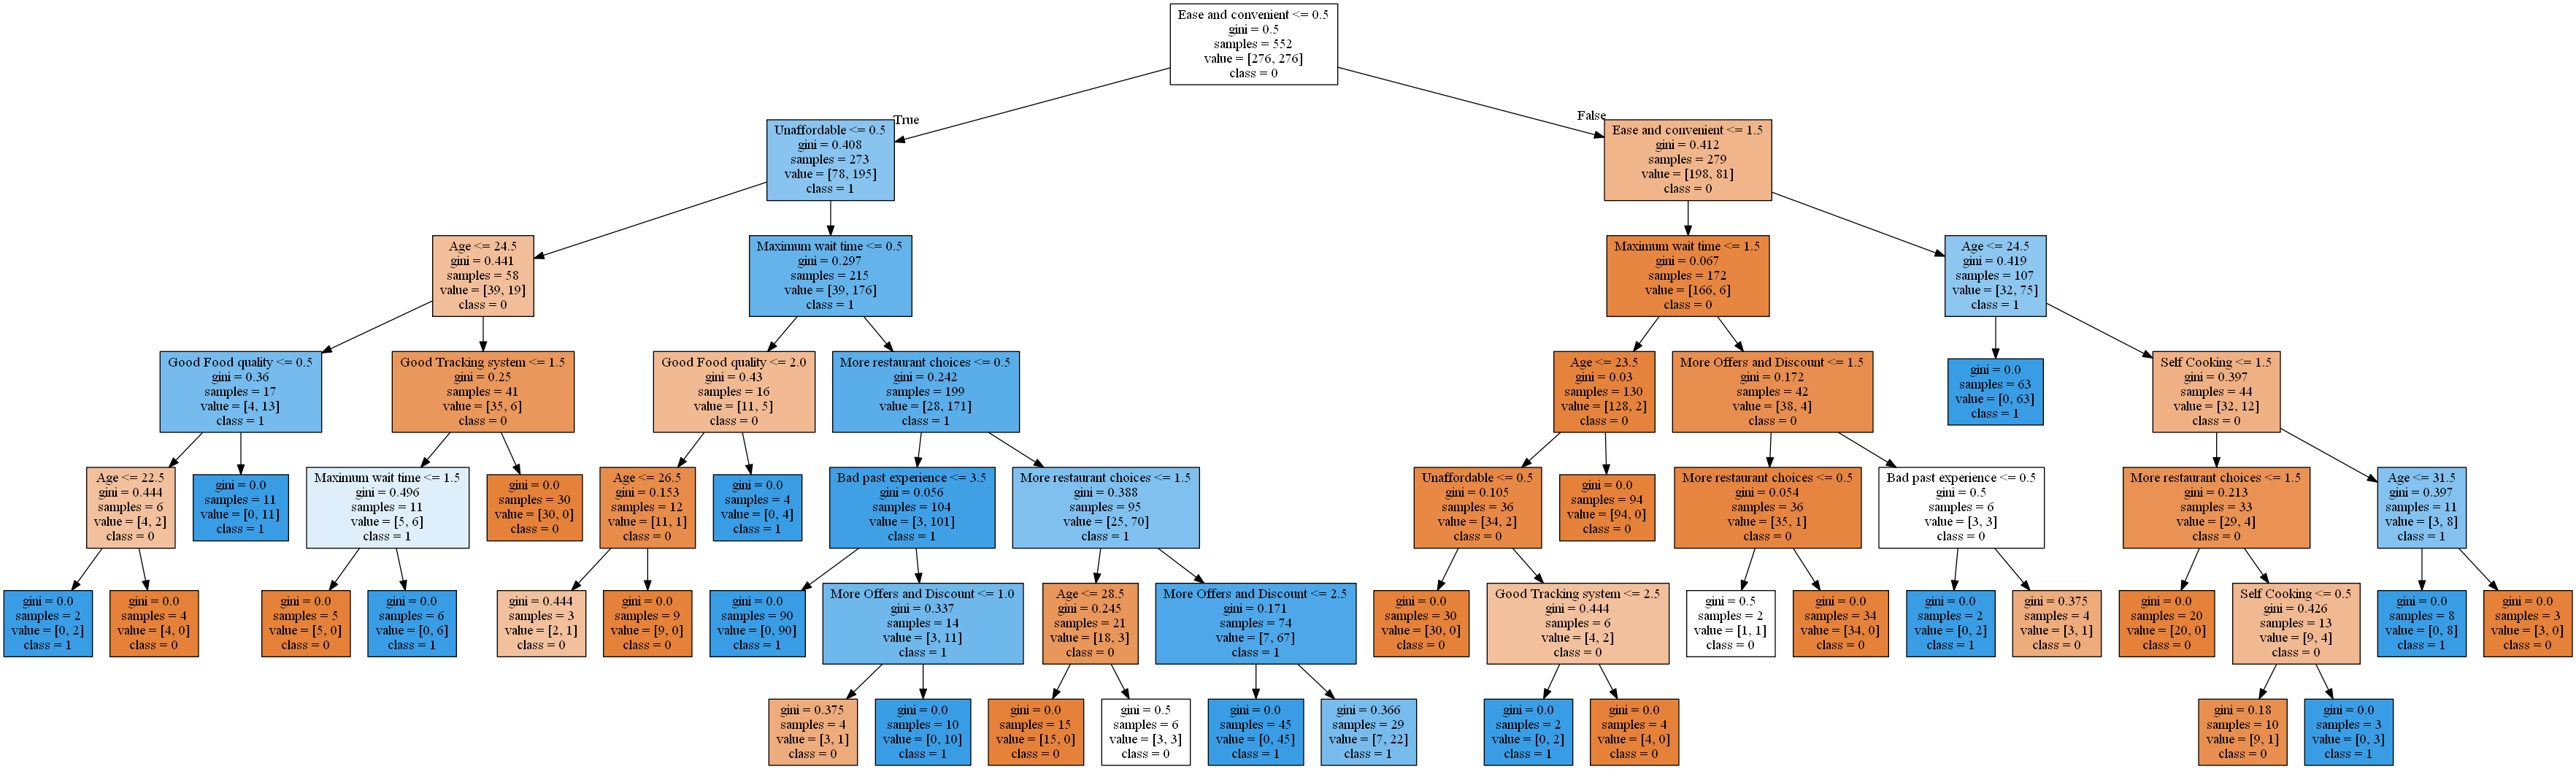 Ease and convenient <= 0.5
gini = 0.5
samples = 552
value = [276, 276]
class = 0
True
False
Unaffordable <= 0.5
gini = 0.408
samples = 273
value = [78, 195]
class = 1
Ease and convenient <= 1.5
gini = 0.412
samples = 279
value = [198, 81]
class = 0
Age <= 24.5
gini = 0.441
samples = 58
value = [39, 19]
class = 0
Maximum wait time <= 0.5
gini = 0.297
samples = 215
value = [39, 176]
class = 1
Maximum wait time <= 1.5
gini = 0.067
samples = 172
value = [166, 6]
class = 0
Age <= 24.5
gini = 0.419
samples = 107
value = [32, 75]
class = 1
Good Food quality <= 0.5
gini = 0.36
samples = 17
value = [4, 13]
class = 1
Good Tracking system <= 1.5
gini = 0.25
samples = 41
value = [35, 6]
class = 0
Good Food quality <= 2.0
gini = 0.43
samples = 16
value = [11, 5]
class = 0
More restaurant choices <= 0.5
gini = 0.242
samples = 199
value = [28, 171]
class = 1
Age <= 23.5
gini = 0.03
samples = 130
value = [128, 2]
class = 0
More Offers and Discount <= 1.5
gini = 0.172
samples = 42
value = [38, 4]
class = 0
gini = 0.0
samples = 63
value = [0, 63]
class = 1
Self Cooking <= 1.5
gini = 0.397
samples = 44
value = [32, 12]
class = 0
Age <= 22.5
gini = 0.444
samples = 6
value = [4, 2]
class = 0
gini = 0.0
samples = 11
value = [0, 11]
class = 1
Maximum wait time <= 1.5
gini = 0.496
samples = 11
value = [5, 6]
class = 1
gini = 0.0
samples = 30
value = [30, 0]
class = 0
Age <= 26.5
gini = 0.153
samples = 12
value = [11, 1]
class = 0
gini = 0.0
samples = 4
value = [0, 4]
class = 1
Bad past experience <= 3.5
gini = 0.056
samples = 104
value = [3, 101]
class = 1
More restaurant choices <= 1.5
gini = 0.388
samples = 95
value = [25, 70]
class = 1
Unaffordable <= 0.5
gini = 0.105
samples = 36
value = [34, 2]
class = 0
gini = 0.0
samples = 94
value = [94, 0]
class = 0
More restaurant choices <= 0.5
gini = 0.054
samples = 36
value = [35, 1]
class = 0
Bad past experience <= 0.5
gini = 0.5
samples = 6
value = [3, 3]
class = 0
More restaurant choices <= 1.5
gini = 0.213
samples = 33
value = [29, 4]
class = 0
Age <= 31.5
gini = 0.397
samples = 11
value = [3, 8]
class = 1
gini = 0.0
samples = 2
value = [0, 2]
class = 1
gini = 0.0
samples = 4
value = [4, 0]
class = 0
gini = 0.0
samples = 5
value = [5, 0]
class = 0
gini = 0.0
samples = 6
value = [0, 6]
class = 1
gini = 0.444
samples = 3
value = [2, 1]
class = 0
gini = 0.0
samples = 9
value = [9, 0]
class = 0
gini = 0.0
samples = 90
value = [0, 90]
class = 1
More Offers and Discount <= 1.0
gini = 0.337
samples = 14
value = [3, 11]
class = 1
Age <= 28.5
gini = 0.245
samples = 21
value = [18, 3]
class = 0
More Offers and Discount <= 2.5
gini = 0.171
samples = 74
value = [7, 67]
class = 1
gini = 0.0
samples = 30
value = [30, 0]
class = 0
Good Tracking system <= 2.5
gini = 0.444
samples = 6
value = [4, 2]
class = 0
gini = 0.5
samples = 2
value = [1, 1]
class = 0
gini = 0.0
samples = 34
value = [34, 0]
class = 0
gini = 0.0
samples = 2
value = [0, 2]
class = 1
gini = 0.375
samples = 4
value = [3, 1]
class = 0
gini = 0.0
samples = 20
value = [20, 0]
class = 0
Self Cooking <= 0.5
gini = 0.426
samples = 13
value = [9, 4]
class = 0
gini = 0.0
samples = 8
value = [0, 8]
class = 1
gini = 0.0
samples = 3
value = [3, 0]
class = 0
gini = 0.375
samples = 4
value = [3, 1]
class = 0
gini = 0.0
samples = 10
value = [0, 10]
class = 1
gini = 0.0
samples = 15
value = [15, 0]
class = 0
gini = 0.5
samples = 6
value = [3, 3]
class = 0
gini = 0.0
samples = 45
value = [0, 45]
class = 1
gini = 0.366
samples = 29
value = [7, 22]
class = 1
gini = 0.0
samples = 2
value = [0, 2]
class = 1
gini = 0.0
samples = 4
value = [4, 0]
class = 0
gini = 0.18
samples = 10
value = [9, 1]
class = 0
gini = 0.0
samples = 3
value = [0, 3]
class = 1